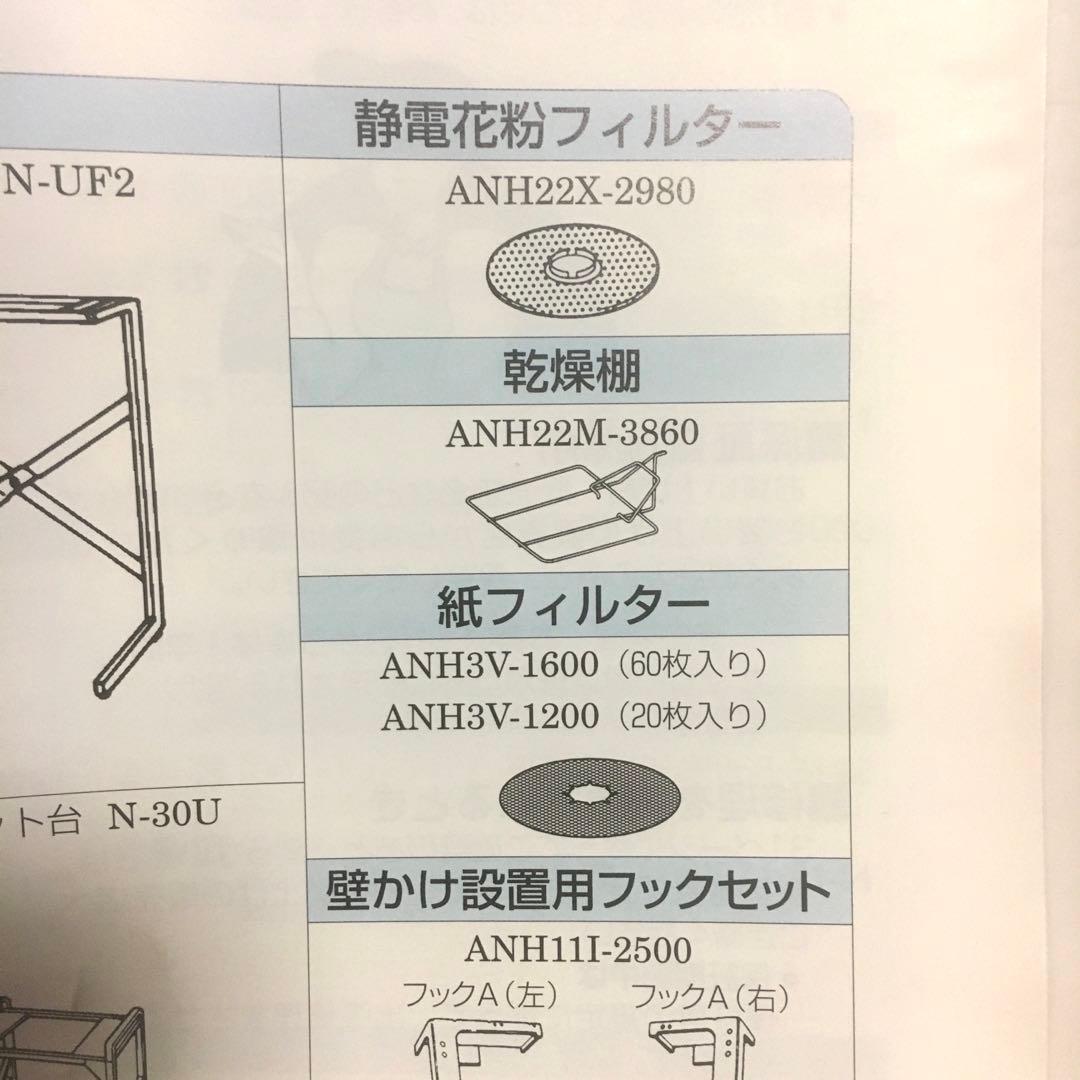 N-UF2
ット台 N-30U
静電花粉フィルター
ANH22X-2980
乾燥棚
ANH22M-3860
紙フィルター
ANH3V-1600（60枚入り）
ANH3V-1200（20枚入り）
壁かけ設置用フックセット
ANH11I-2500
フックA（左） フックA（右）